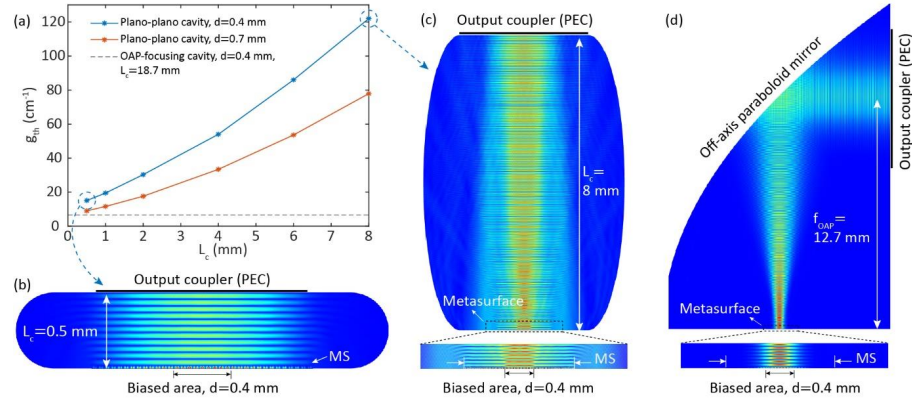 (a)
120
100
80
60
40
20
0
g_th (cm⁻¹)
Plano-plano cavity, d=0.4 mm
Plano-plano cavity, d=0.7 mm
OAP-focusing cavity, d=0.4 mm,
L_c=18.7 mm
0 1 2 3 4 5 6 7 8
L_c (mm)
(b)
Output coupler (PEC)
L_c=0.5 mm
MS
Biased area, d=0.4 mm
(c)
Output coupler (PEC)
L_c=
8 mm
Metasurface
MS
Biased area, d=0.4 mm
(d)
Off-axis paraboloid mirror
Output coupler (PEC)
f_OAP=
12.7 mm
Metasurface
MS
Biased area, d=0.4 mm